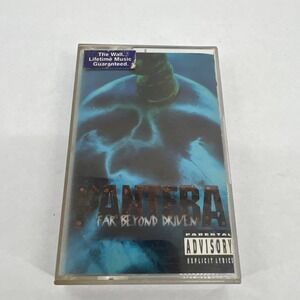 The Wall.
Lifetime Music
Guaranteed.
PANTERA
FAR BEYOND DRIVEN
PARENTAL
ADVISORY
EXPLICIT LYRICS